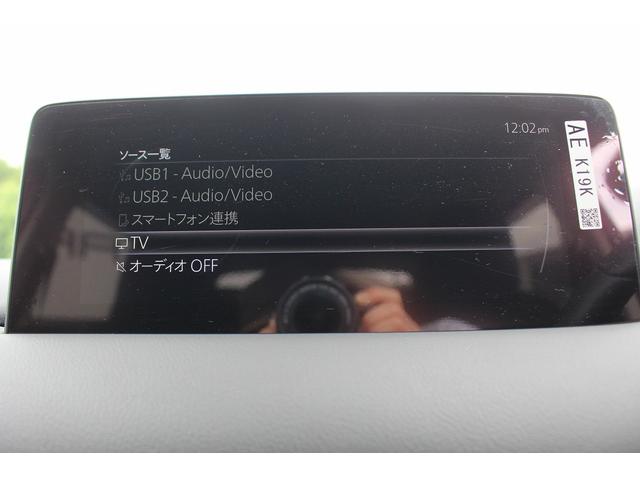 12:02pm
ソース一覧
USB1 - Audio/Video
USB2 - Audio/Video
スマートフォン連携
TV
オーディオ OFF
AE K19K